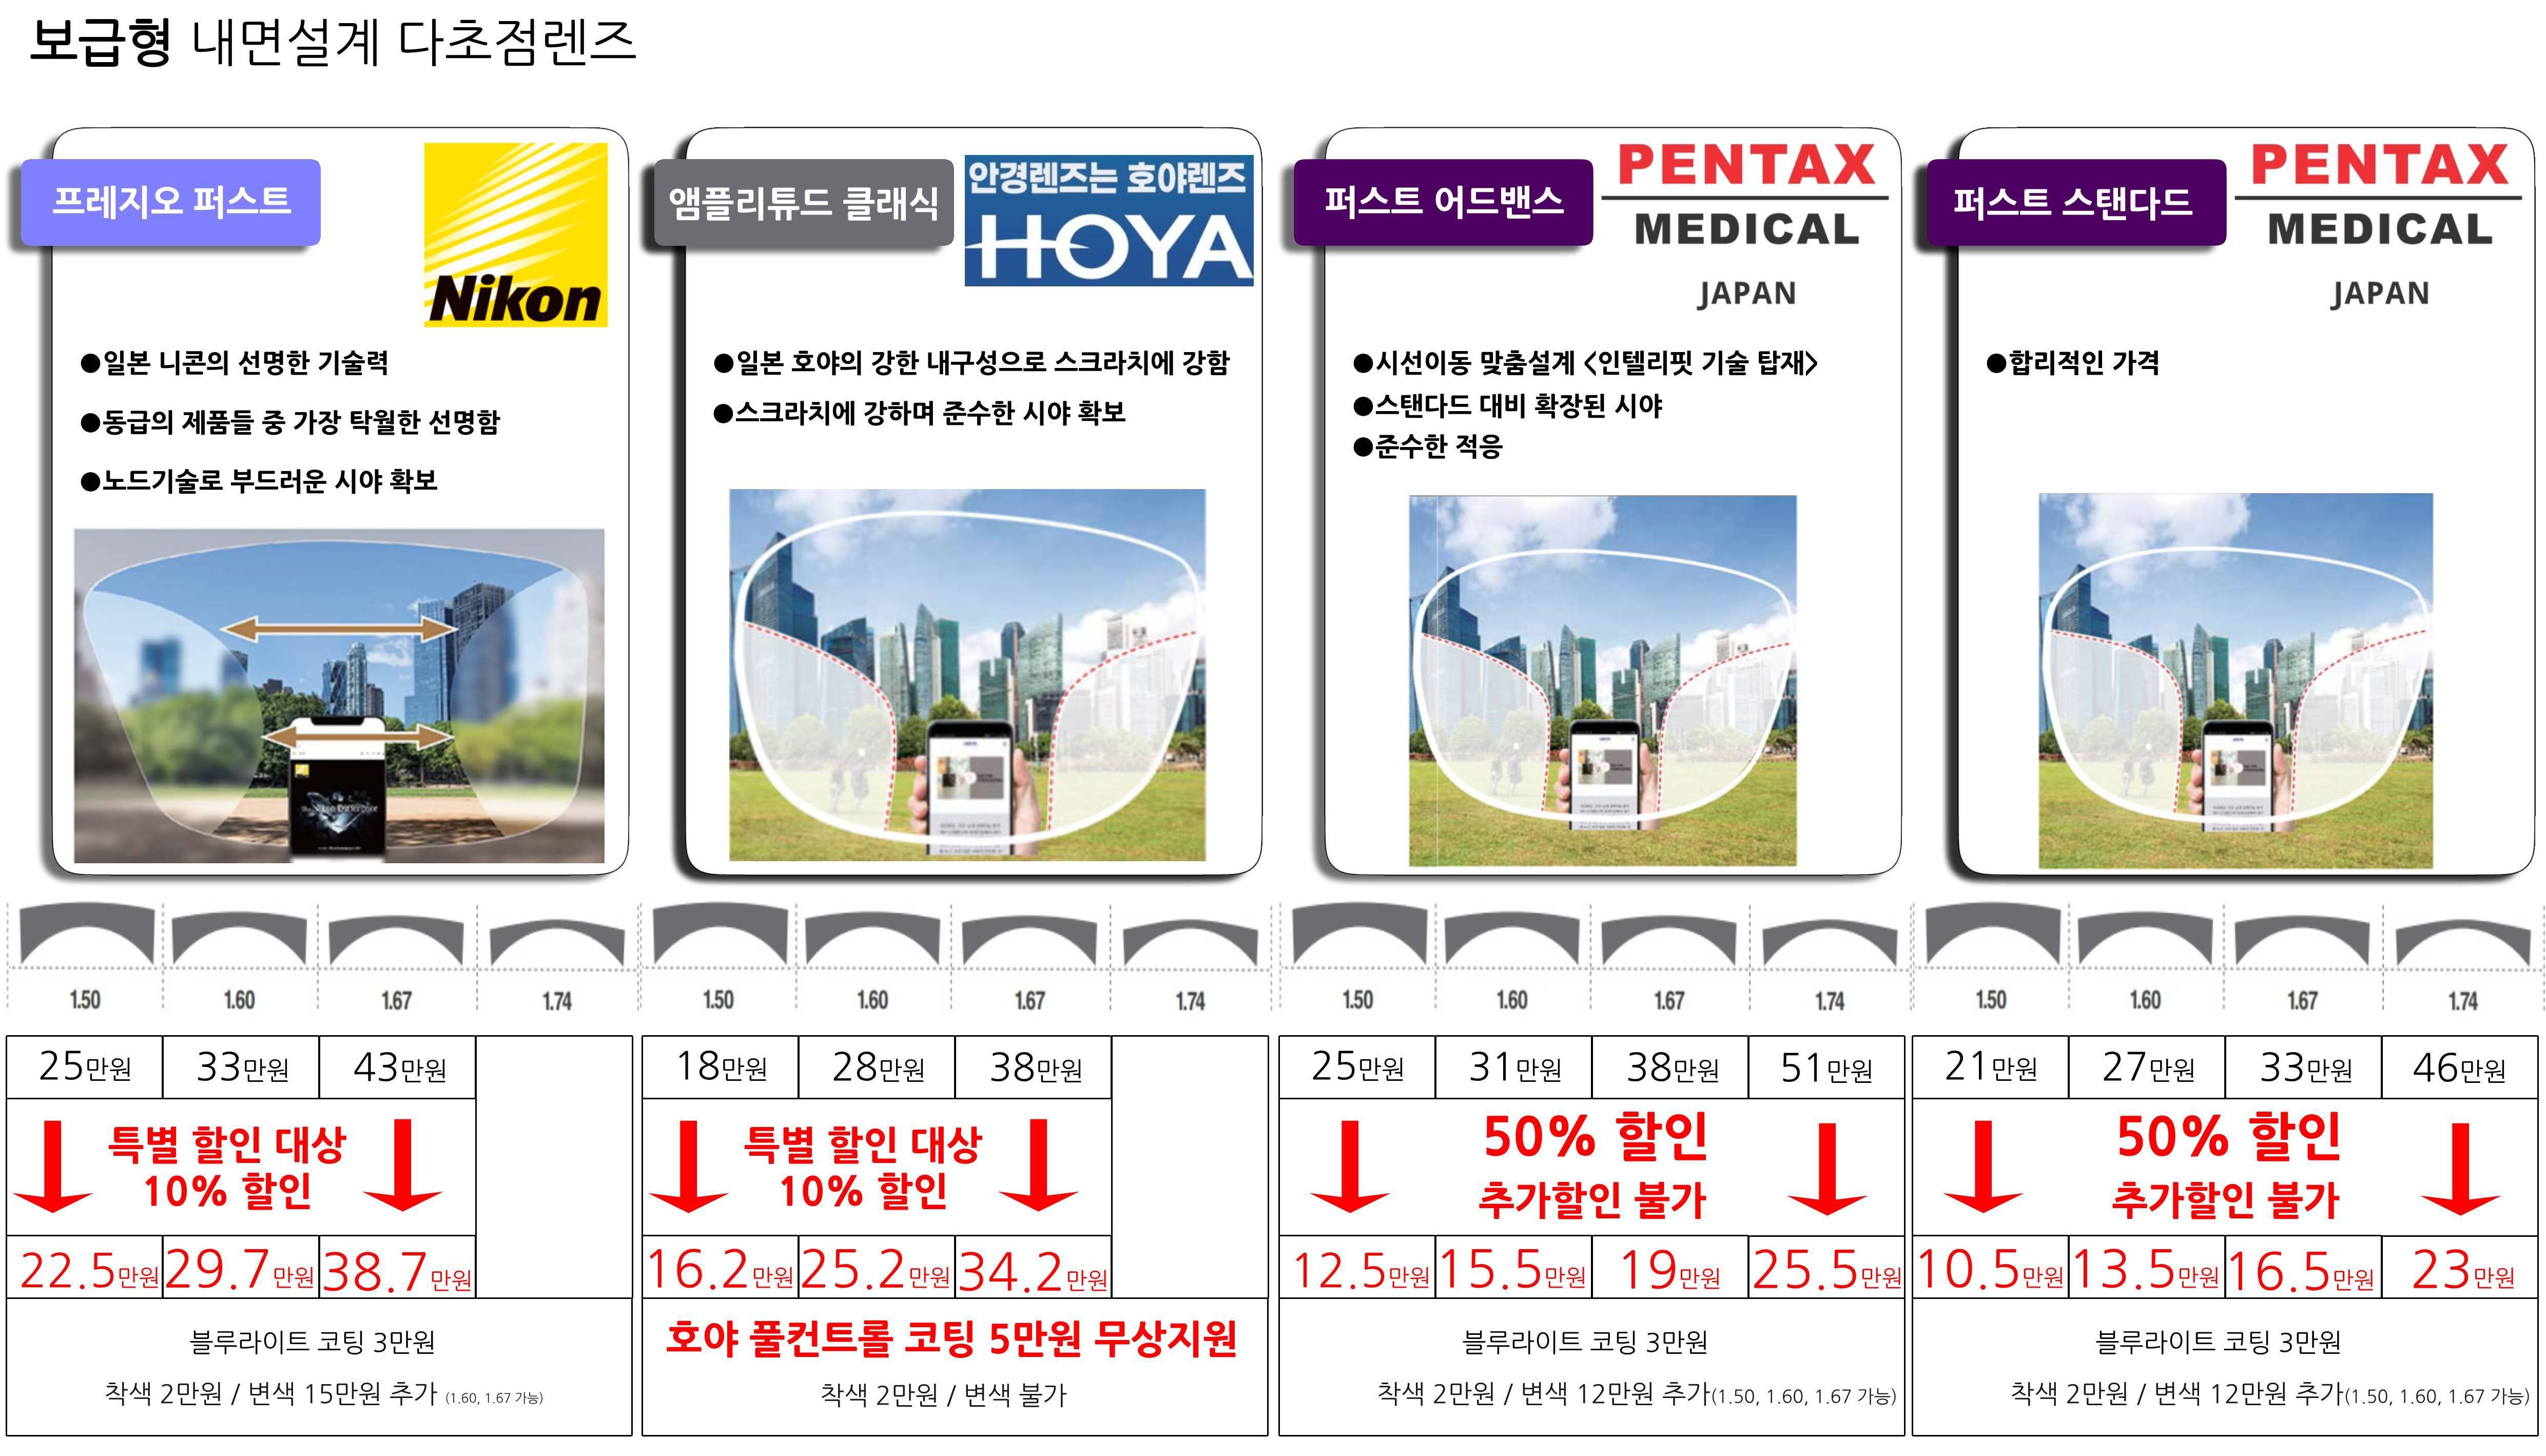 보급형 내면설계 다초점렌즈
프레지오 퍼스트
Nikon
●일본 니콘의 선명한 기술력
●동급의 제품들 중 가장 탁월한 선명함
●노드기술로 부드러운 시야 확보
앰플리튜드 클래식
안경렌즈는 호야렌즈
HOYA
●일본 호야의 강한 내구성으로 스크라치에 강함
●스크라치에 강하며 준수한 시야 확보
퍼스트 어드밴스
PENTAX
MEDICAL
JAPAN
●시선이동 맞춤설계 <인텔리핏 기술 탑재>
●스탠다드 대비 확장된 시야
●준수한 적응
퍼스트 스탠다드
PENTAX
MEDICAL
JAPAN
●합리적인 가격
1.50 1.60 1.67 1.74
25만원 33만원 43만원
특별 할인 대상
10% 할인
22.5만원 29.7만원 38.7만원
블루라이트 코팅 3만원
착색 2만원 / 변색 15만원 추가 (1.60, 1.67 가능)
1.50 1.60 1.67 1.74
18만원 28만원 38만원
특별 할인 대상
10% 할인
16.2만원 25.2만원 34.2만원
호야 풀컨트롤 코팅 5만원 무상지원
착색 2만원 / 변색 불가
1.50 1.60 1.67 1.74
25만원 31만원 38만원 51만원
50% 할인
추가할인 불가
12.5만원 15.5만원 19만원 25.5만원
블루라이트 코팅 3만원
착색 2만원 / 변색 12만원 추가(1.50, 1.60, 1.67 가능)
1.50 1.60 1.67 1.74
21만원 27만원 33만원 46만원
50% 할인
추가할인 불가
10.5만원 13.5만원 16.5만원 23만원
블루라이트 코팅 3만원
착색 2만원 / 변색 12만원 추가(1.50, 1.60, 1.67 가능)